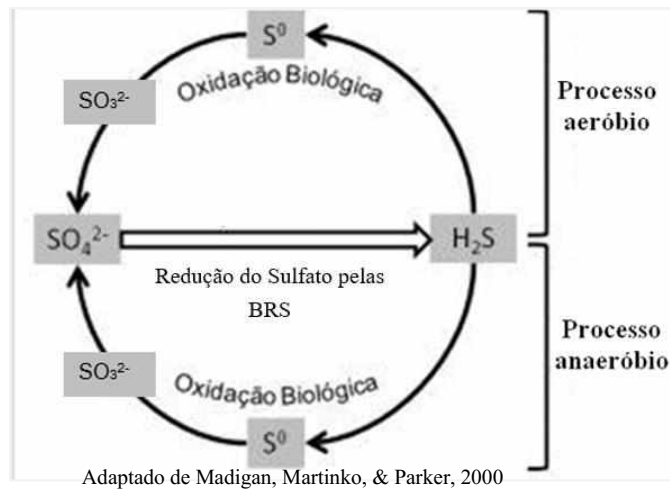 S⁰
Oxidação Biológica
SO₃²⁻
Processo
aeróbio
SO₄²⁻
H₂S
Redução do Sulfato pelas
BRS
Processo
anaeróbio
SO₃²⁻
Oxidação Biológica
S⁰
Adaptado de Madigan, Martinko, & Parker, 2000